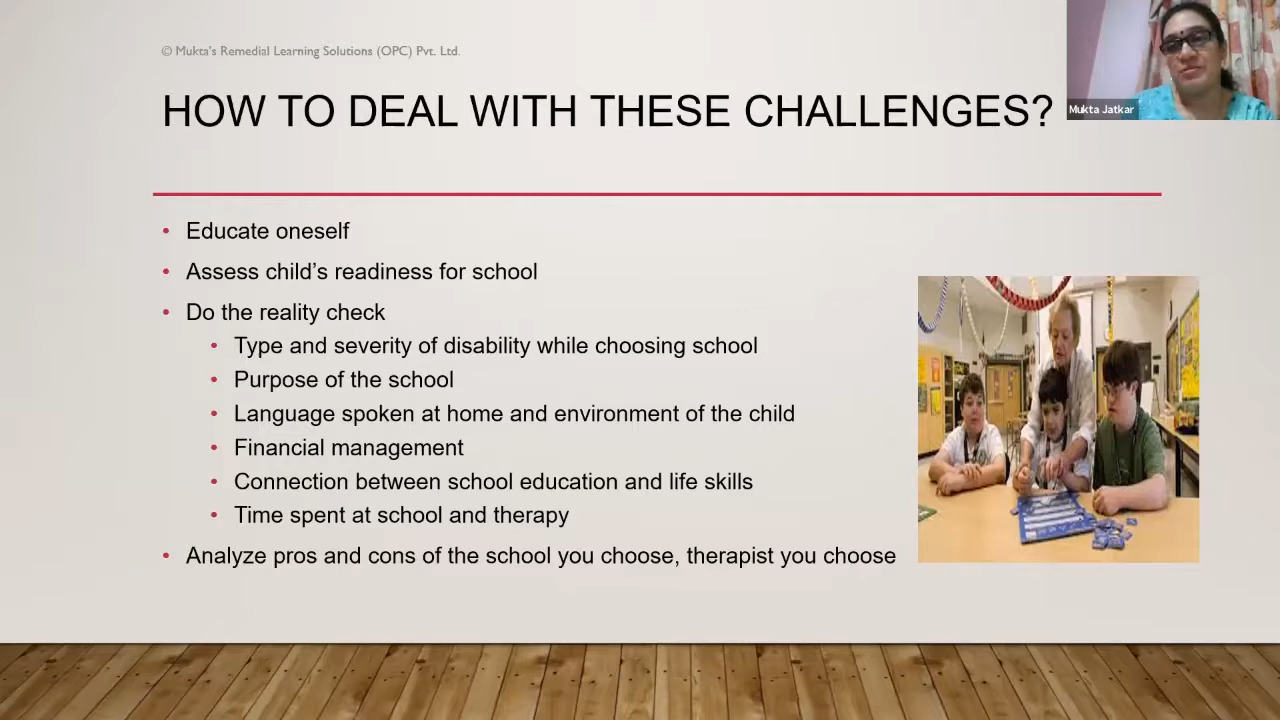 © Mukta's Remedial Learning Solutions (OPC) Pvt. Ltd.
HOW TO DEAL WITH THESE CHALLENGES?
Mukta Jatkar
• Educate oneself
• Assess child's readiness for school
• Do the reality check
• Type and severity of disability while choosing school
• Purpose of the school
• Language spoken at home and environment of the child
• Financial management
• Connection between school education and life skills
• Time spent at school and therapy
• Analyze pros and cons of the school you choose, therapist you choose